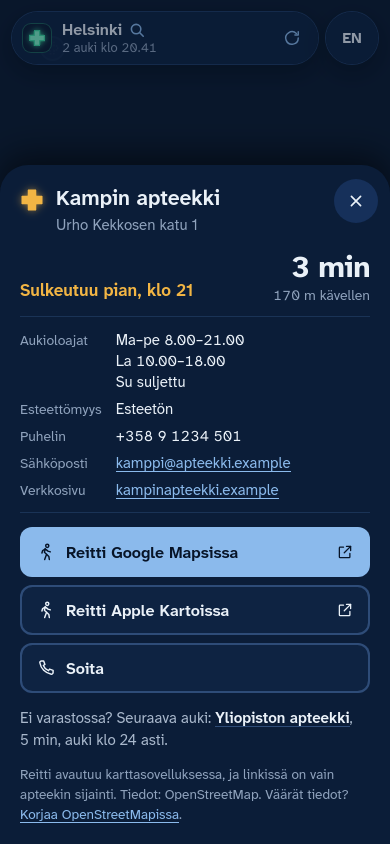 Helsinki
2 auki klo 20.41
EN
Kampin apteekki
Urho Kekkosen katu 1
3 min
Sulkeutuu pian, klo 21
170 m kävellen
Aukioloajat
Ma–pe 8.00–21.00
La 10.00–18.00
Su suljettu
Esteettömyys Esteetön
Puhelin +358 9 1234 501
Sähköposti kamppi@apteekki.example
Verkkosivu kampinapteekki.example
Reitti Google Mapsissa
Reitti Apple Kartoissa
Soita
Ei varastossa? Seuraava auki: Yliopiston apteekki,
5 min, auki klo 24 asti.
Reitti avautuu karttasovelluksessa, ja linkissä on vain
apteekin sijainti. Tiedot: OpenStreetMap. Väärät tiedot?
Korjaa OpenStreetMapissa.